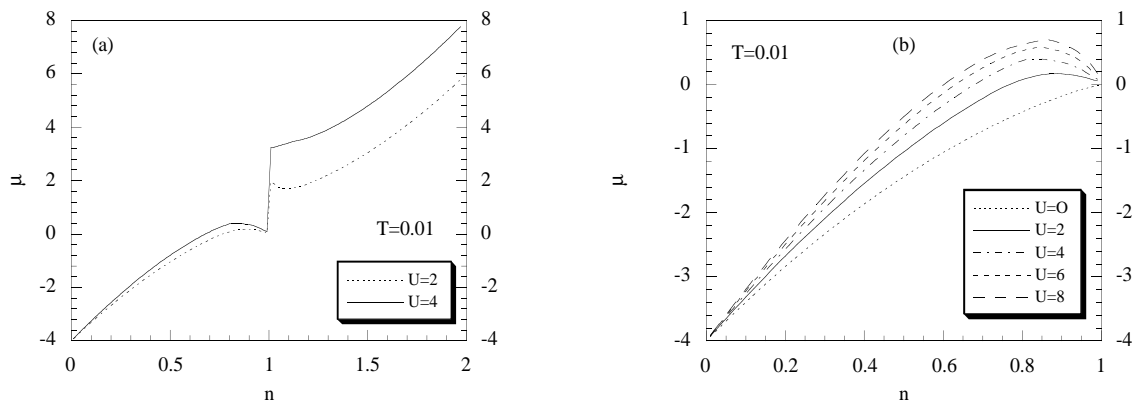 8 8
(a)
6 6
4 4
μ
2 2
0 0
T=0.01
-2 -2
U=2
U=4
-4 -4
0 0.5 1 1.5 2
n
1 1
T=0.01 (b)
0 0
-1 -1
μ
-2 -2
U=O
U=2
U=4
U=6
U=8
-3 -3
-4 -4
0 0.2 0.4 0.6 0.8 1
n